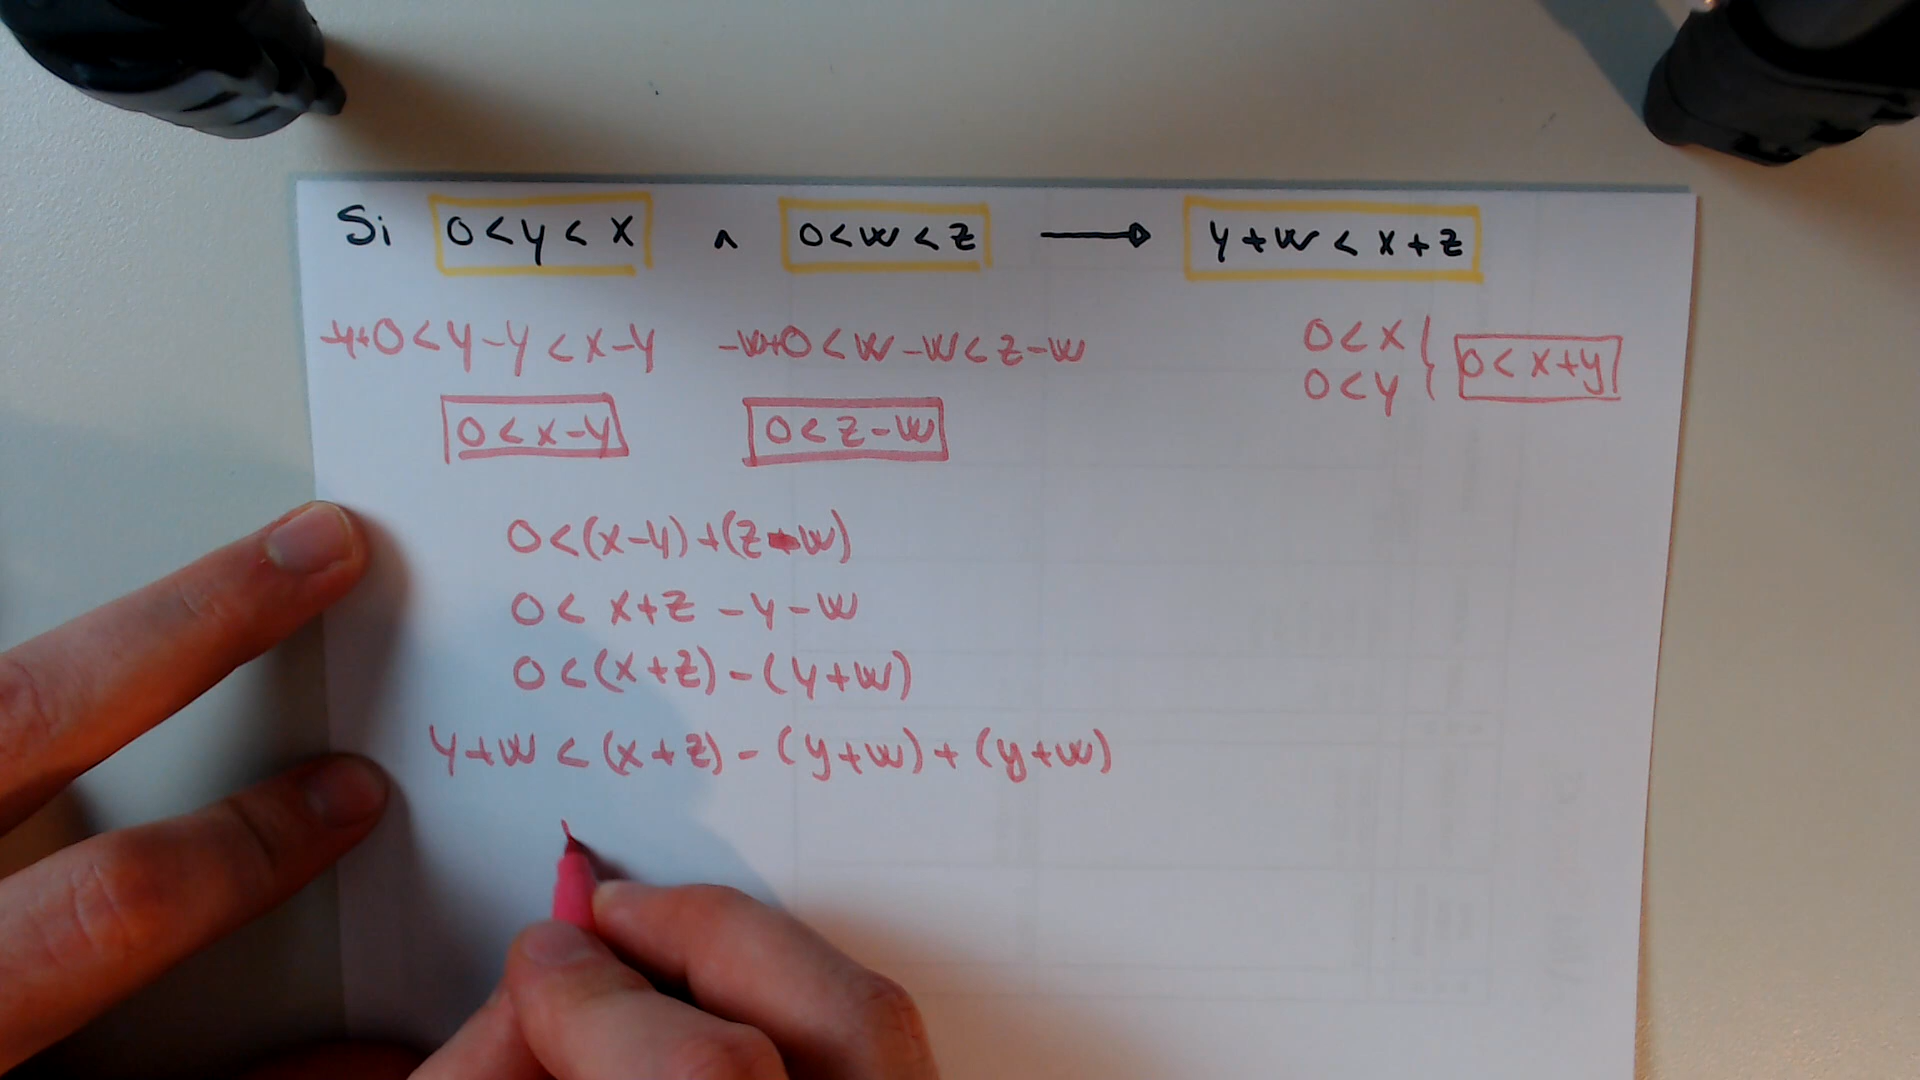 Si 0<y<x ∧ 0<w<z → y+w<x+z
-y+0<y-y<x-y -w+0<w-w<z-w
0<x
0<y
0<x+y
0<x-y 0<z-w
0<(x-y)+(z-w)
0<x+z-y-w
0<(x+z)-(y+w)
y+w<(x+z)-(y+w)+(y+w)